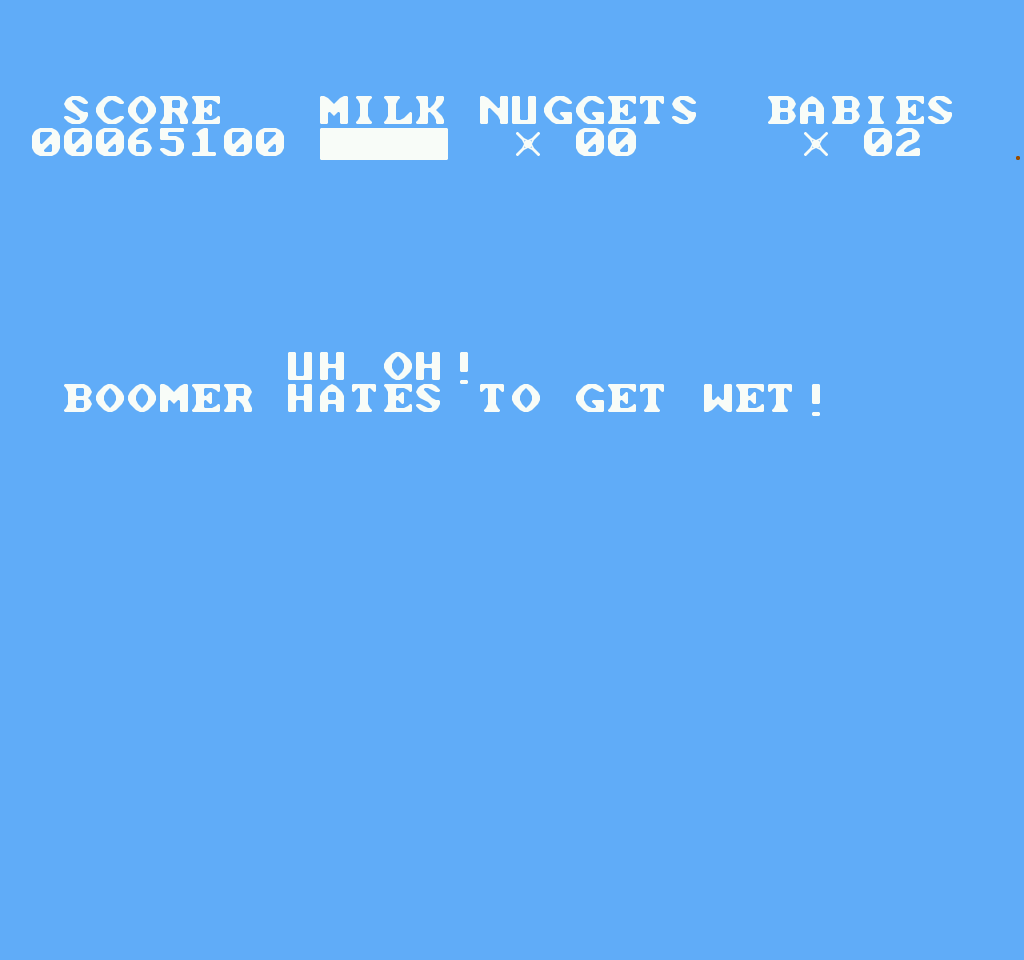 SCORE MILK NUGGETS BABIES
00065100 × 00 × 02
UH OH!
BOOMER HATES TO GET WET!